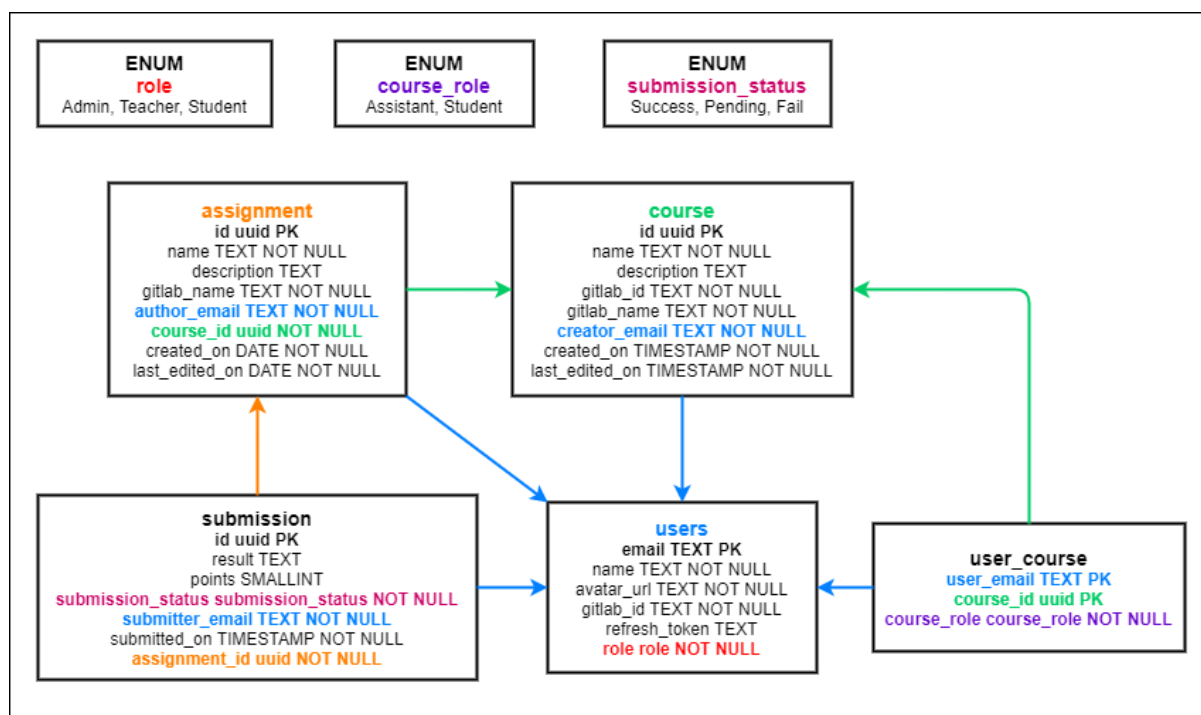 ENUM
role
Admin, Teacher, Student
ENUM
course_role
Assistant, Student
ENUM
submission_status
Success, Pending, Fail
assignment
id uuid PK
name TEXT NOT NULL
description TEXT
gitlab_name TEXT NOT NULL
author_email TEXT NOT NULL
course_id uuid NOT NULL
created_on DATE NOT NULL
last_edited_on DATE NOT NULL
course
id uuid PK
name TEXT NOT NULL
description TEXT
gitlab_id TEXT NOT NULL
gitlab_name TEXT NOT NULL
creator_email TEXT NOT NULL
created_on TIMESTAMP NOT NULL
last_edited_on TIMESTAMP NOT NULL
submission
id uuid PK
result TEXT
points SMALLINT
submission_status submission_status NOT NULL
submitter_email TEXT NOT NULL
submitted_on TIMESTAMP NOT NULL
assignment_id uuid NOT NULL
users
email TEXT PK
name TEXT NOT NULL
avatar_url TEXT NOT NULL
gitlab_id TEXT NOT NULL
refresh_token TEXT
role role NOT NULL
user_course
user_email TEXT PK
course_id uuid PK
course_role course_role NOT NULL